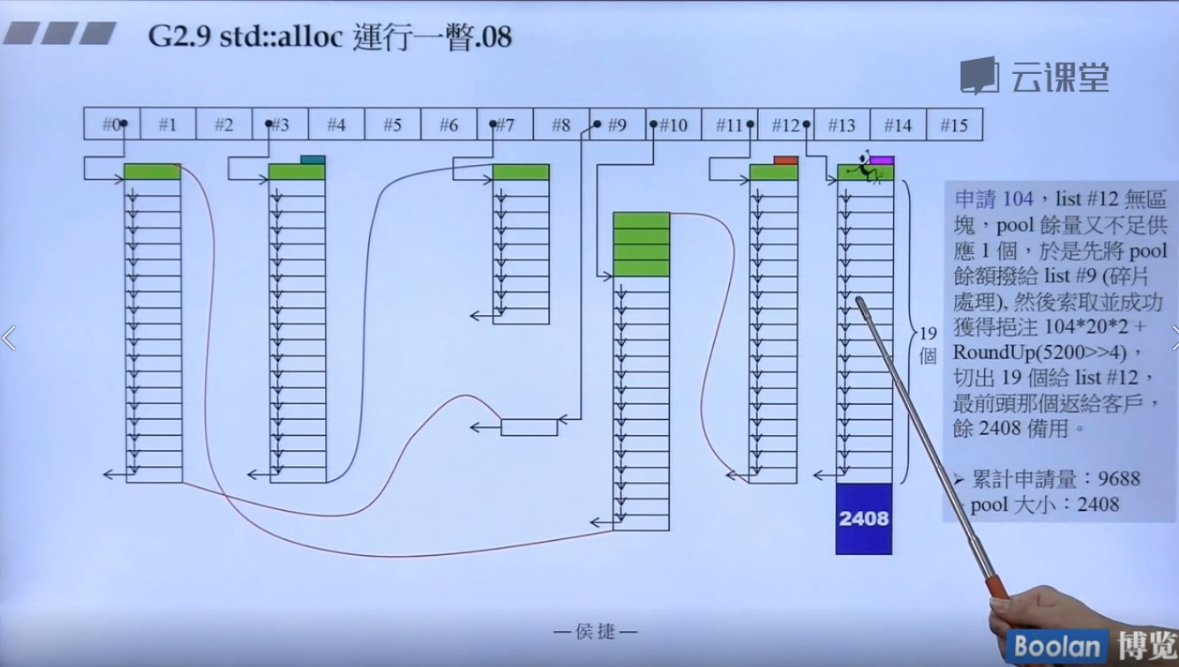 G2.9 std::alloc 運行一瞥.08
云课堂
#0 #1 #2 #3 #4 #5 #6 #7 #8 #9 #10 #11 #12 #13 #14 #15
申請 104，list #12 無區
塊，pool 餘量又不足供
應 1 個，於是先將 pool
餘額撥給 list #9 (碎片
處理), 然後索取並成功
獲得挹注 104*20*2 +
RoundUp(5200>>4)，
切出 19 個給 list #12，
最前頭那個返給客戶，
餘 2408 備用。
19
個
➢ 累計申請量：9688
pool 大小：2408
2408
—侯捷—
Boolan 博览